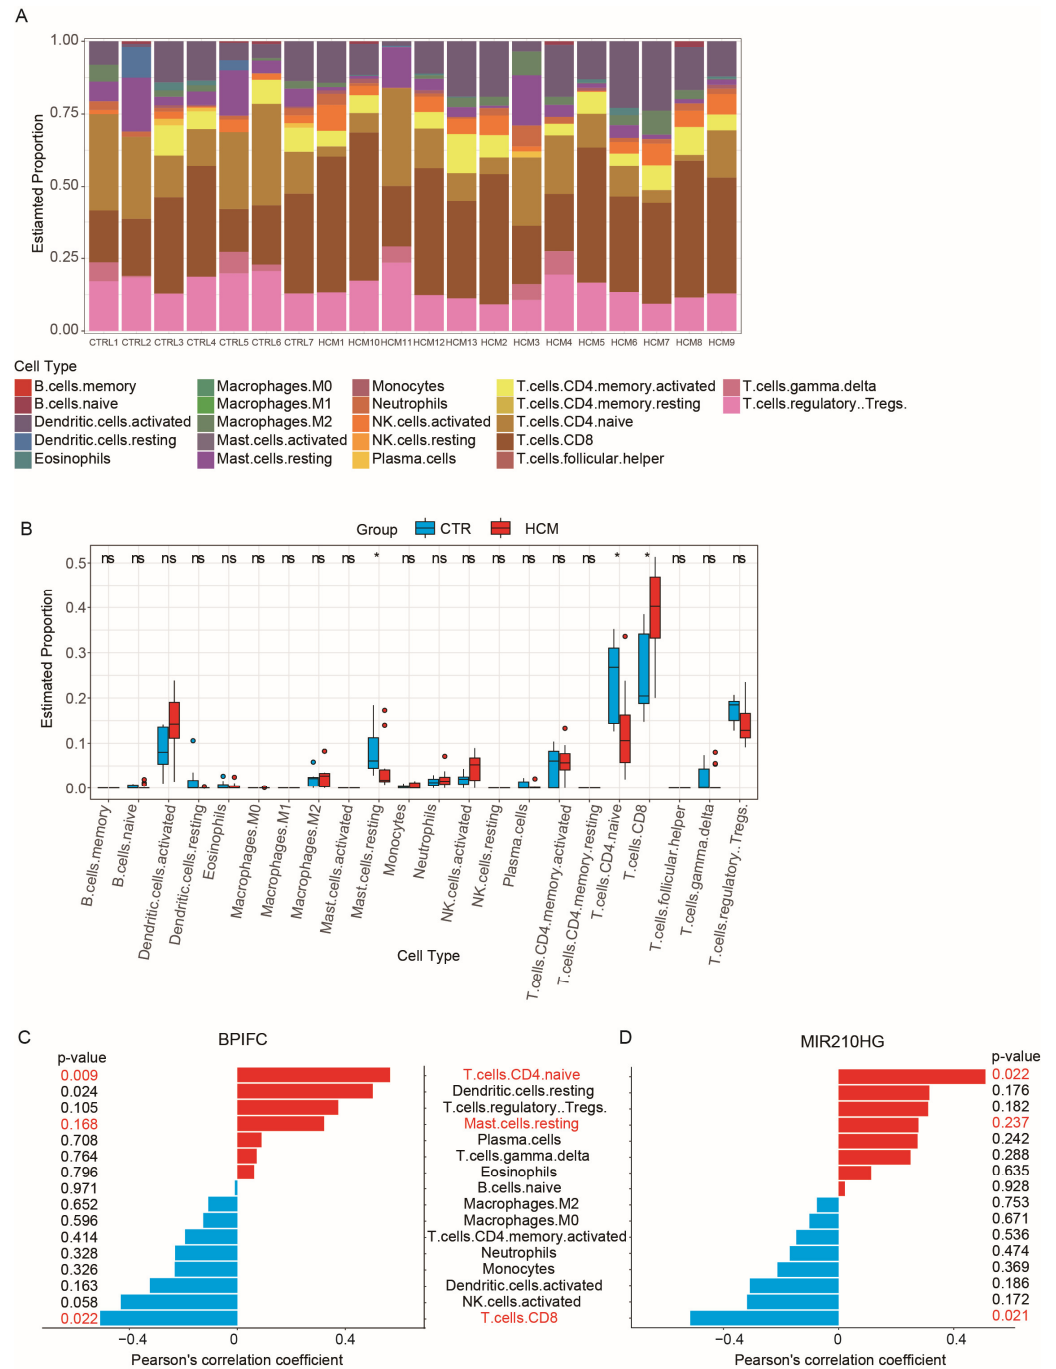 A
Estiamted Proportion
1.00
0.75
0.50
0.25
0.00
CTRL1 CTRL2 CTRL3 CTRL4 CTRL5 CTRL6 CTRL7 HCM1 HCM10 HCM11 HCM12 HCM13 HCM2 HCM3 HCM4 HCM5 HCM6 HCM7 HCM8 HCM9
Cell Type
B.cells.memory Macrophages.M0 Monocytes T.cells.CD4.memory.activated T.cells.gamma.delta
B.cells.naive Macrophages.M1 Neutrophils T.cells.CD4.memory.resting T.cells.regulatory..Tregs.
Dendritic.cells.activated Macrophages.M2 NK.cells.activated T.cells.CD4.naive
Dendritic.cells.resting Mast.cells.activated NK.cells.resting T.cells.CD8
Eosinophils Mast.cells.resting Plasma.cells T.cells.follicular.helper
B
Group CTR HCM
ns ns ns ns ns ns ns ns ns * ns ns ns ns ns ns ns * * ns ns ns
Estimated Proportion
0.5
0.4
0.3
0.2
0.1
0.0
B.cells.memory
B.cells.naive
Dendritic.cells.activated
Dendritic.cells.resting
Eosinophils
Macrophages.M0
Macrophages.M1
Macrophages.M2
Mast.cells.activated
Mast.cells.resting
Monocytes
Neutrophils
NK.cells.activated
NK.cells.resting
Plasma.cells
T.cells.CD4.memory.activated
T.cells.CD4.memory.resting
T.cells.CD4.naive
T.cells.CD8
T.cells.follicular.helper
T.cells.gamma.delta
T.cells.regulatory..Tregs.
Cell Type
C BPIFC D MIR210HG
p-value p-value
0.009 T.cells.CD4.naive 0.022
0.024 Dendritic.cells.resting 0.176
0.105 T.cells.regulatory..Tregs. 0.182
0.168 Mast.cells.resting 0.237
0.708 Plasma.cells 0.242
0.764 T.cells.gamma.delta 0.288
0.796 Eosinophils 0.635
0.971 B.cells.naive 0.928
0.652 Macrophages.M2 0.753
0.596 Macrophages.M0 0.671
0.414 T.cells.CD4.memory.activated 0.536
0.328 Neutrophils 0.474
0.326 Monocytes 0.369
0.163 Dendritic.cells.activated 0.186
0.058 NK.cells.activated 0.172
0.022 T.cells.CD8 0.021
−0.4 0 0.4 −0.4 0 0.4
Pearson's correlation coefficient Pearson's correlation coefficient